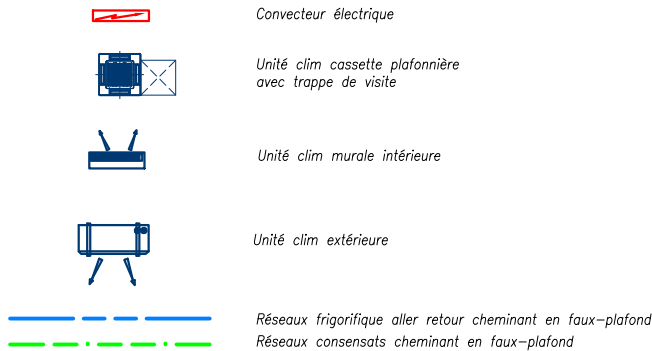 Convecteur électrique
Unité clim cassette plafonnière
avec trappe de visite
Unité clim murale intérieure
Unité clim extérieure
Réseaux frigorifique aller retour cheminant en faux-plafond
Réseaux consensats cheminant en faux-plafond